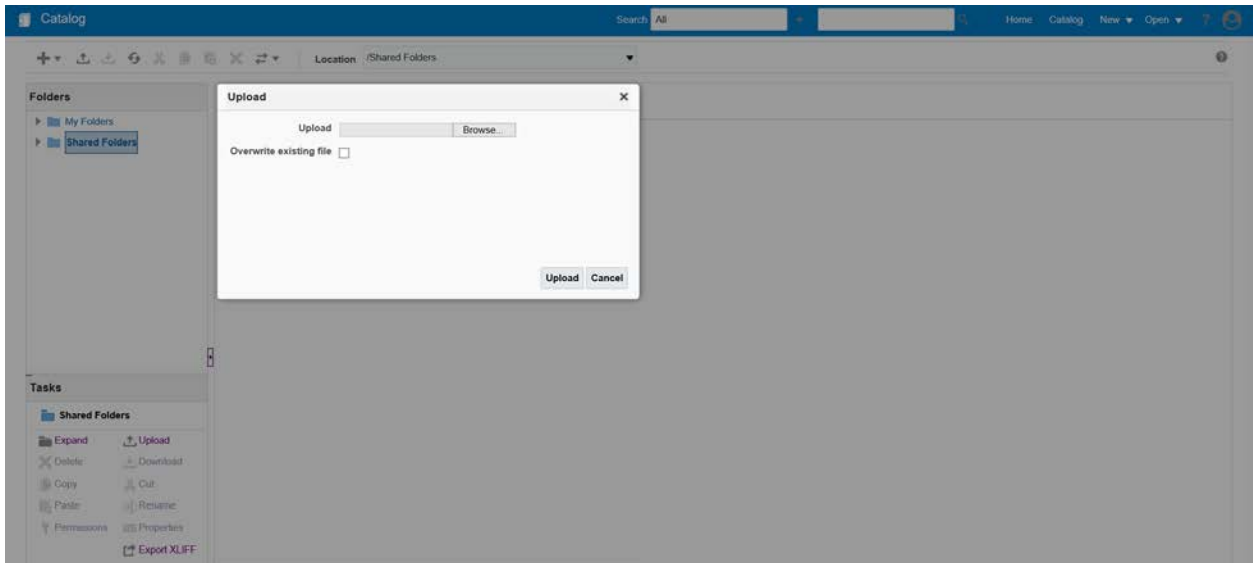 Catalog
Search All
Home Catalog New Open ?
Location /Shared Folders
Folders
My Folders
Shared Folders
Upload
Upload Browse...
Overwrite existing file
Upload Cancel
Tasks
Shared Folders
Expand Upload
Delete Download
Copy Cut
Paste Rename
Permissions Properties
Export XLIFF